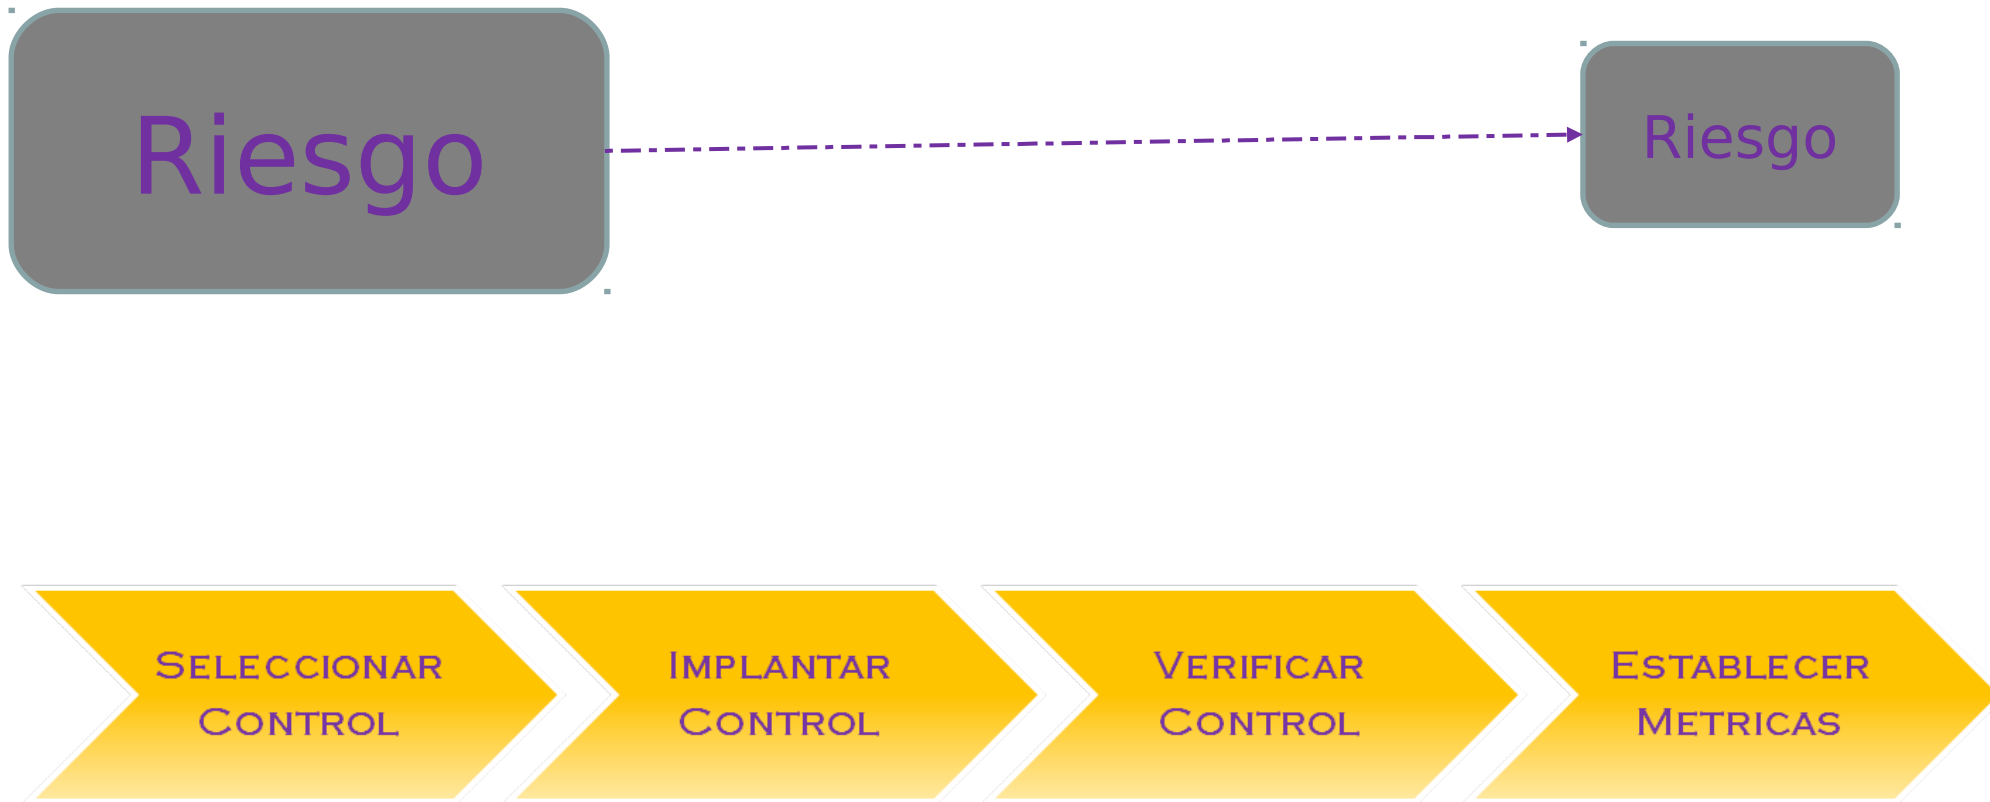 Riesgo
Riesgo
SELECCIONAR
CONTROL
IMPLANTAR
CONTROL
VERIFICAR
CONTROL
ESTABLECER
METRICAS